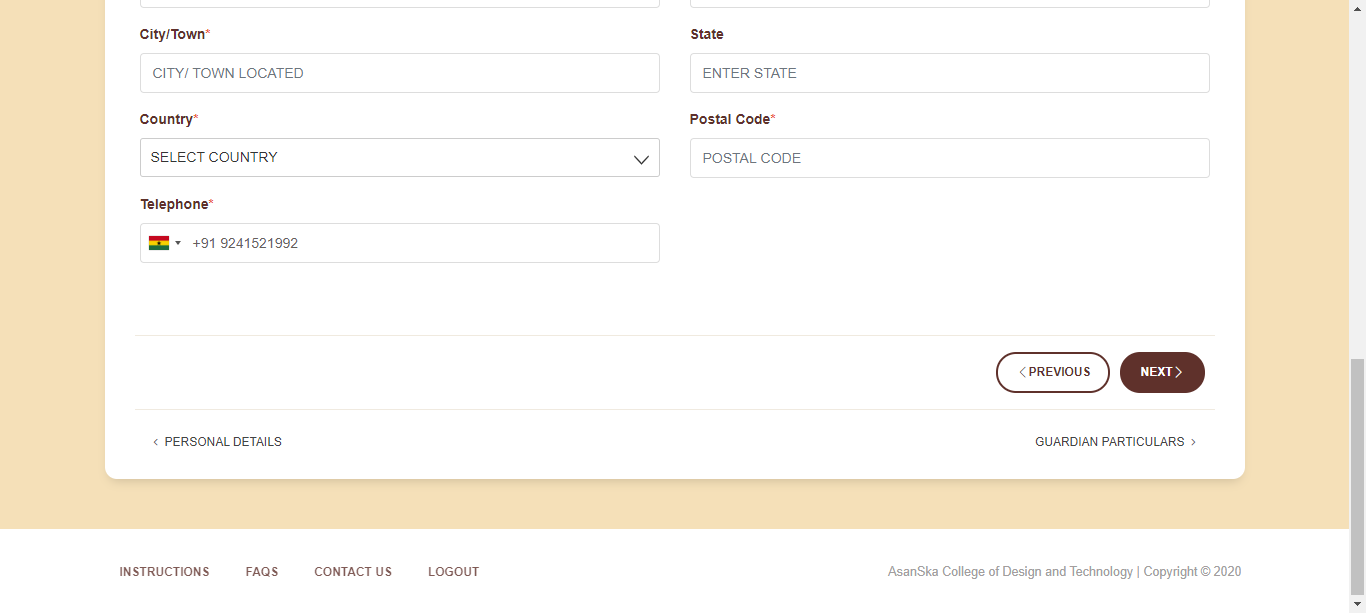 City/Town* State
CITY/ TOWN LOCATED ENTER STATE
Country* Postal Code*
SELECT COUNTRY POSTAL CODE
Telephone*
+91 9241521992
PREVIOUS NEXT
PERSONAL DETAILS GUARDIAN PARTICULARS
INSTRUCTIONS FAQS CONTACT US LOGOUT AsanSka College of Design and Technology | Copyright © 2020